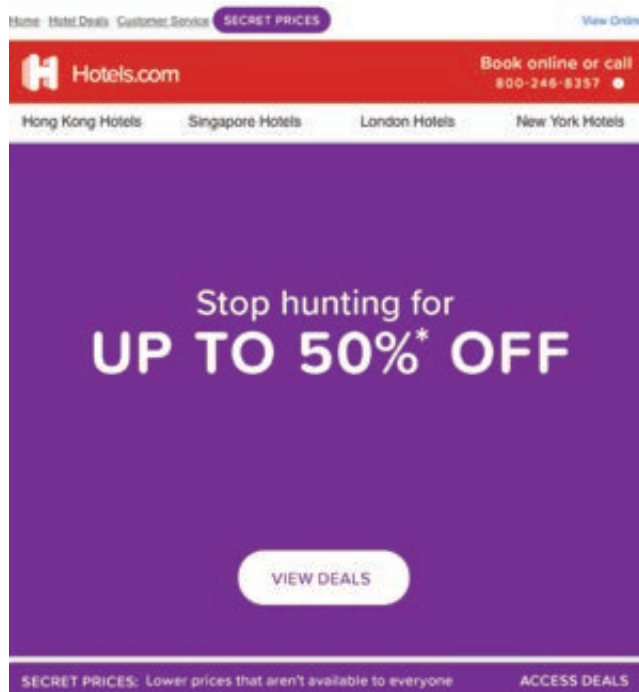 Home Hotel Deals Customer Service SECRET PRICES View Online
Hotels.com
Book online or call
800-246-8357
Hong Kong Hotels Singapore Hotels London Hotels New York Hotels
Stop hunting for
UP TO 50%* OFF
VIEW DEALS
SECRET PRICES: Lower prices that aren't available to everyone ACCESS DEALS